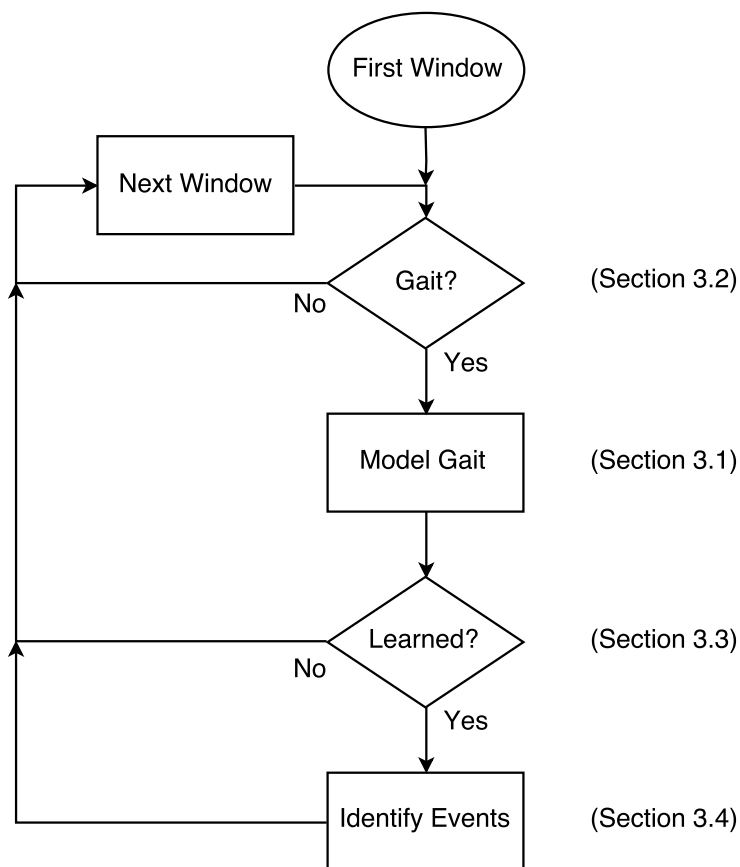 First Window
Next Window
Gait?
(Section 3.2)
No
Yes
Model Gait
(Section 3.1)
Learned?
(Section 3.3)
No
Yes
Identify Events
(Section 3.4)